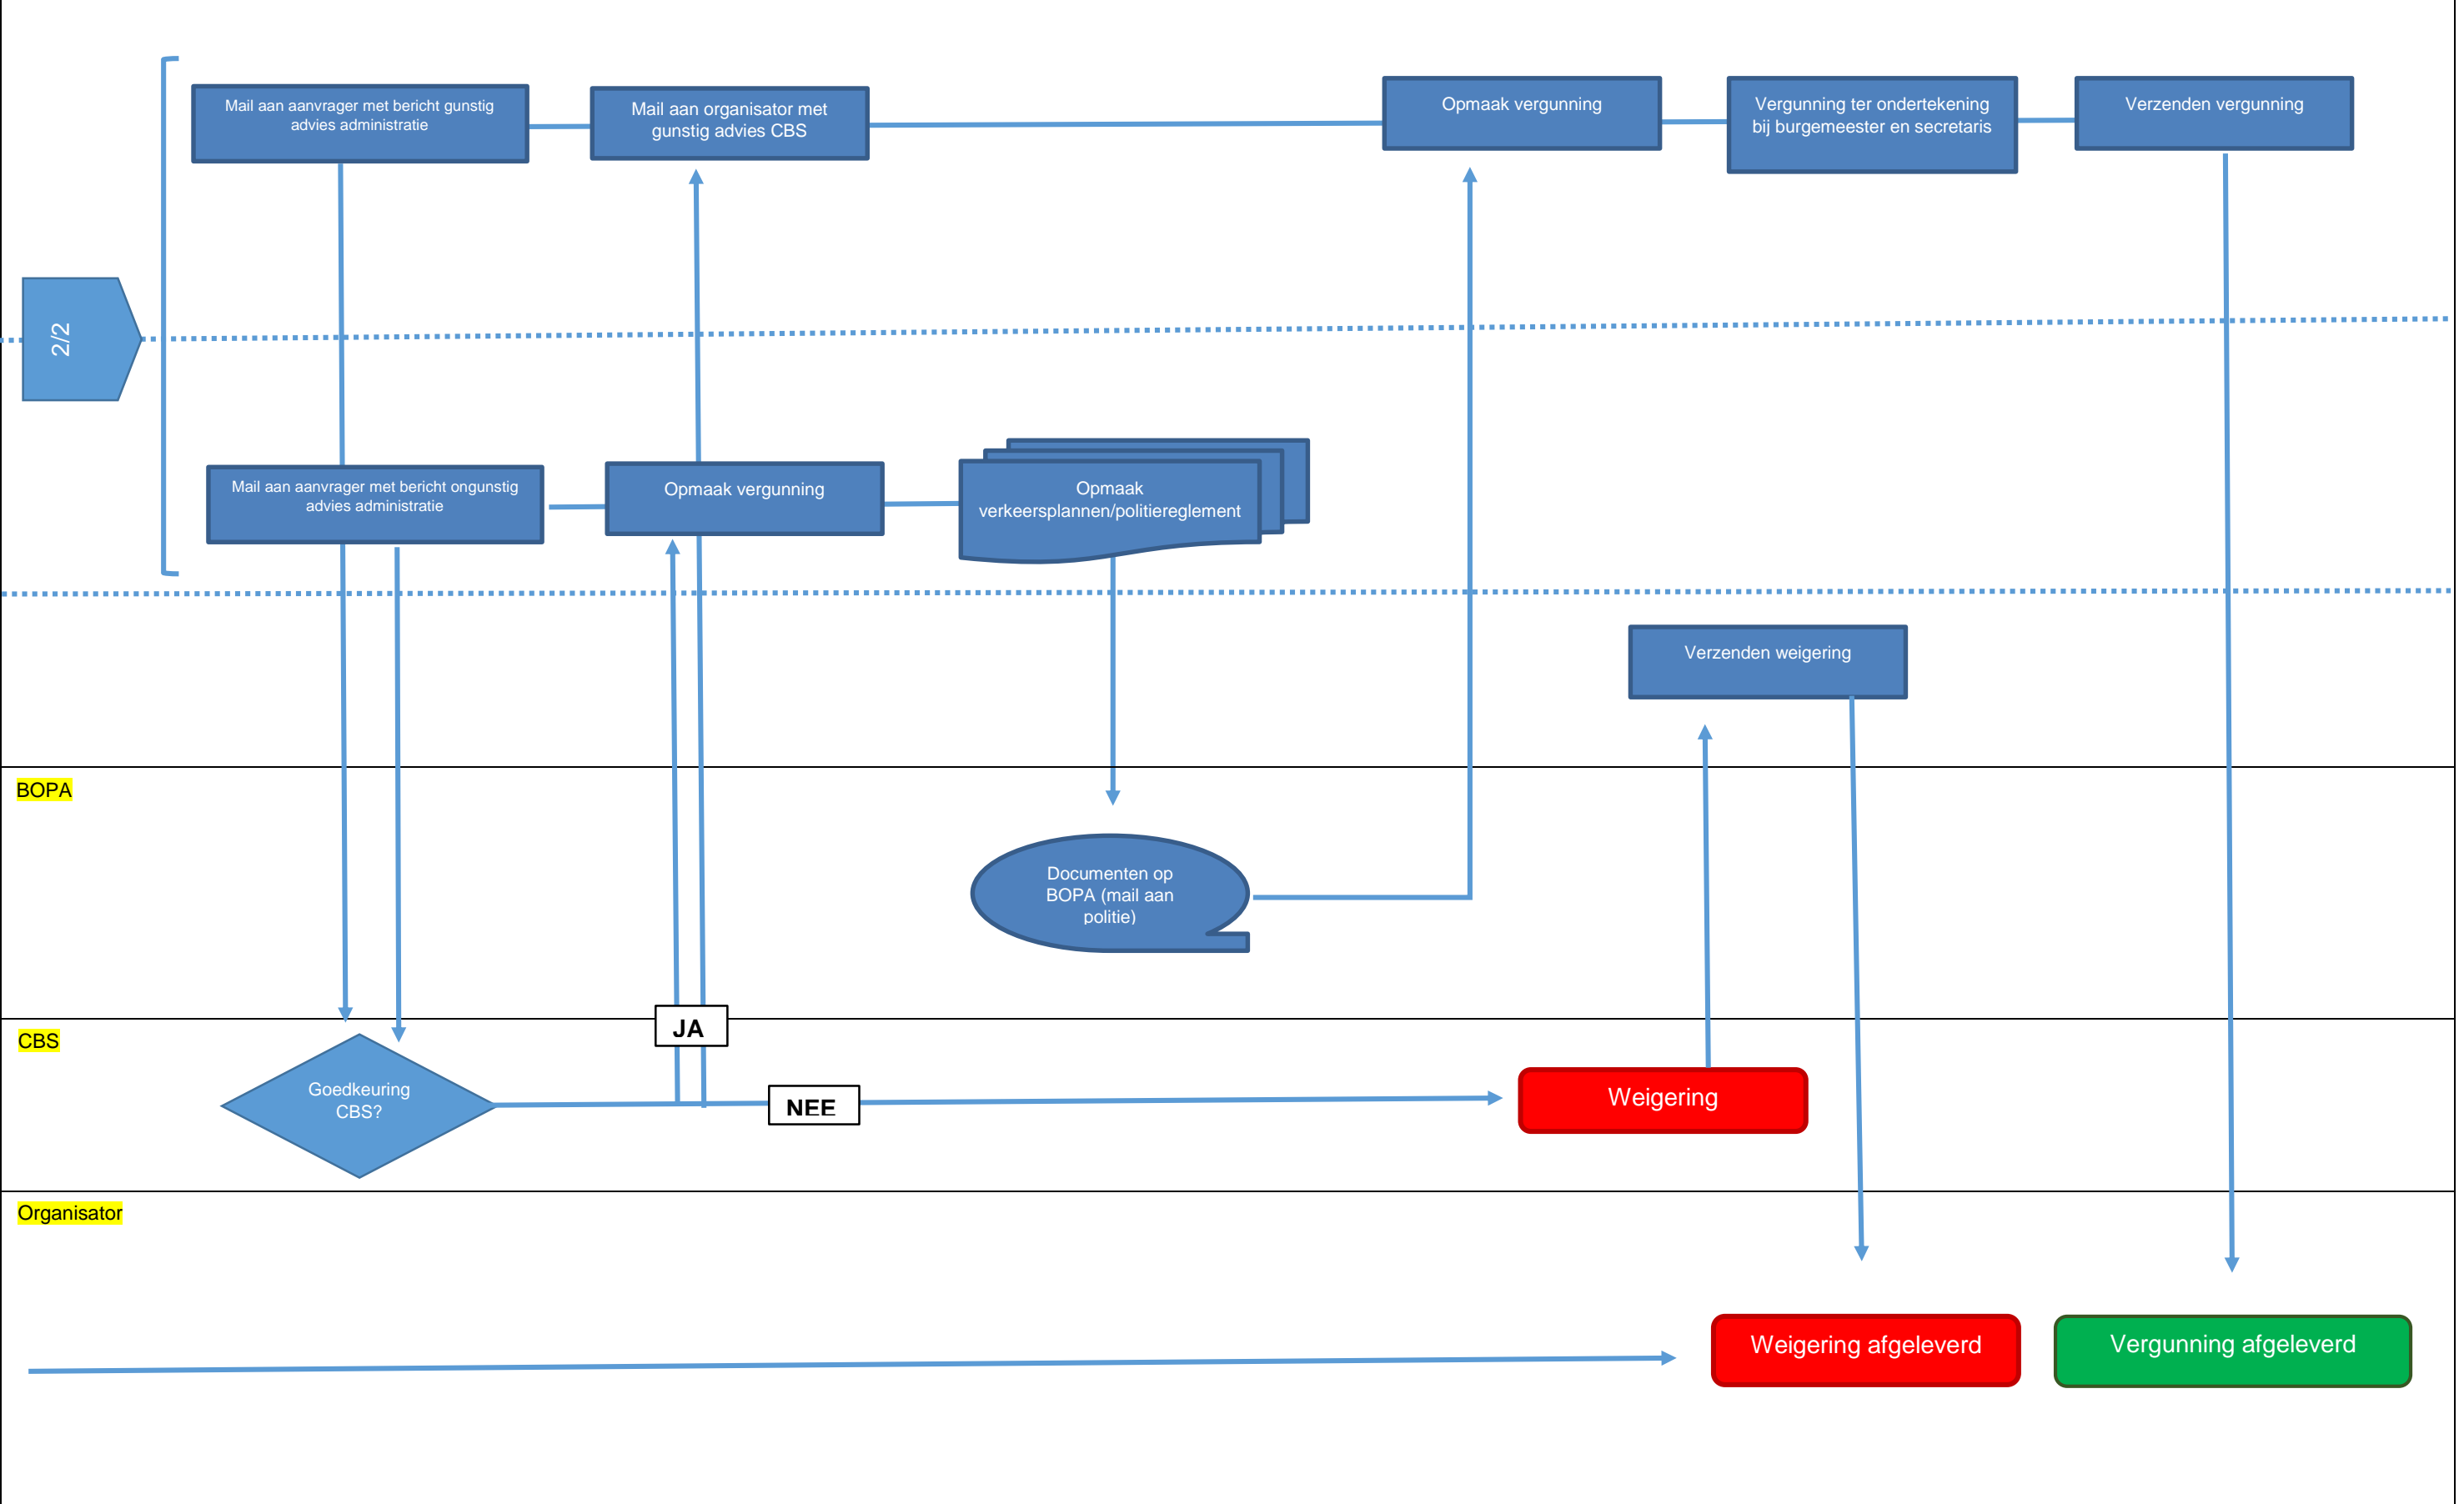 Mail aan aanvrager met bericht gunstig
advies administratie
Mail aan organisator met
gunstig advies CBS
Opmaak vergunning
Vergunning ter ondertekening
bij burgemeester en secretaris
Verzenden vergunning
2/2
Mail aan aanvrager met bericht ongunstig
advies administratie
Opmaak vergunning
Opmaak
verkeersplannen/politiereglement
Verzenden weigering
BOPA
Documenten op
BOPA (mail aan
politie)
JA
CBS
Goedkeuring
CBS?
NEE
Weigering
Organisator
Weigering afgeleverd
Vergunning afgeleverd